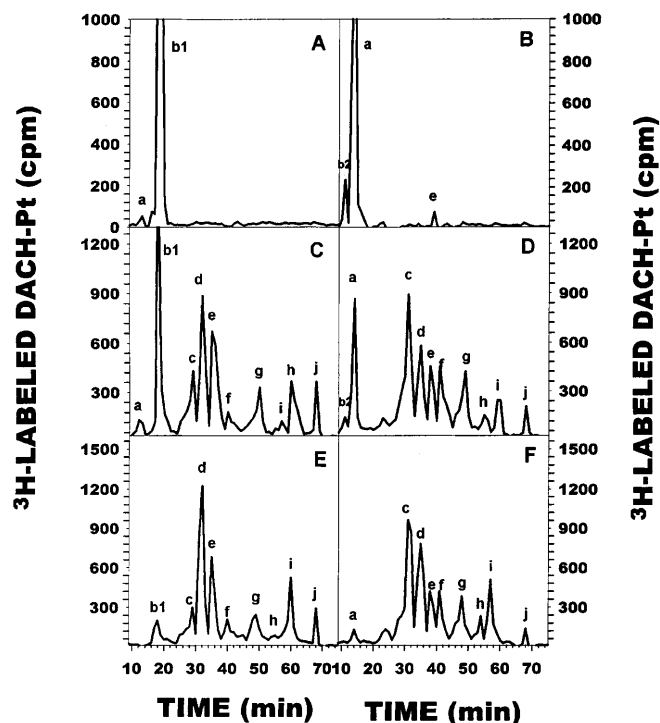 ³H-LABELED DACH-Pt (cpm)
³H-LABELED DACH-Pt (cpm)
1000
800
600
400
200
0
A
b1
a
B
a
b2
e
1000
800
600
400
200
0
1200
900
600
300
C
b1
a
c
d
e
f
g
i
h
j
D
b2
a
c
d
e
f
g
h
i
j
1200
900
600
300
1500
1200
900
600
300
E
b1
c
d
e
f
g
h
i
j
F
a
c
d
e
f
g
h
i
j
1500
1200
900
600
300
10 20 30 40 50 60 70
10 20 30 40 50 60 70
TIME (min)
TIME (min)